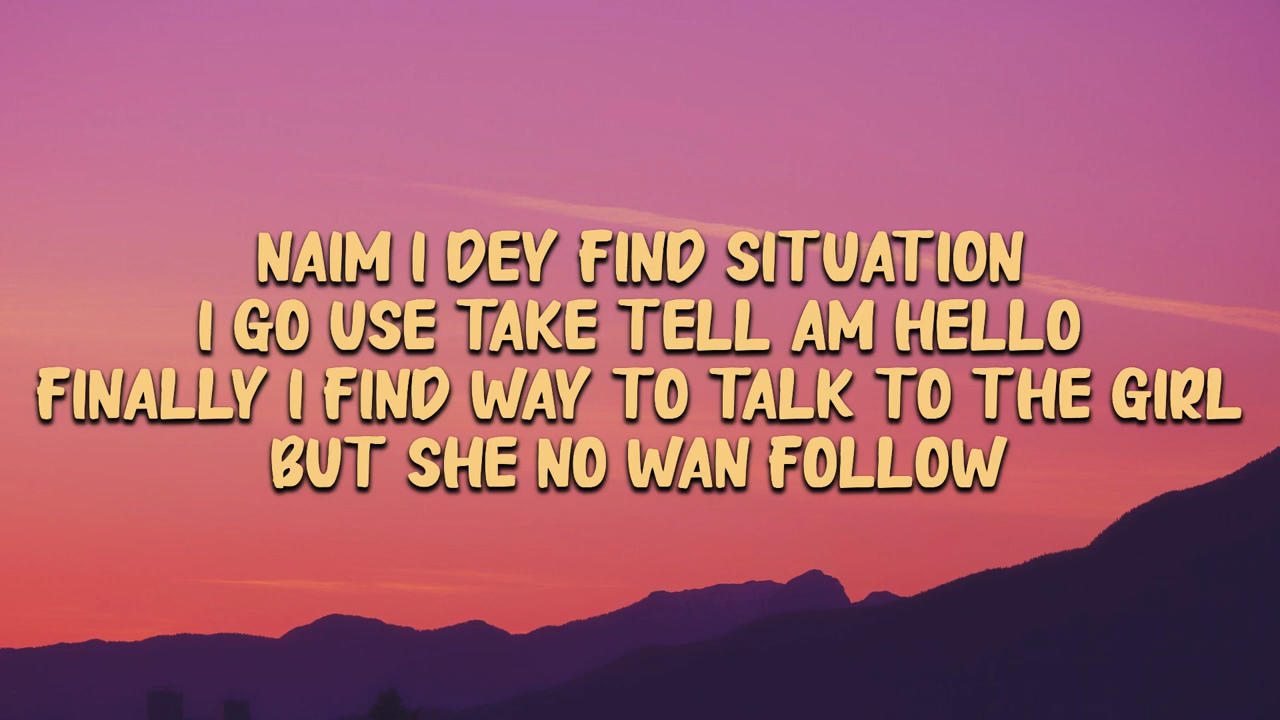 NAIM I DEY FIND SITUATION
I GO USE TAKE TELL AM HELLO
FINALLY I FIND WAY TO TALK TO THE GIRL
BUT SHE NO WAN FOLLOW